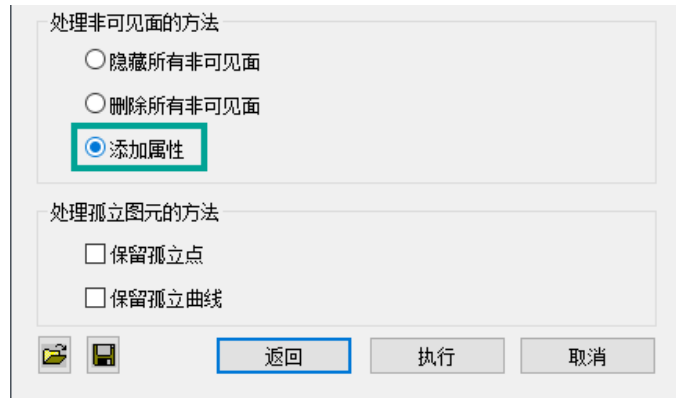 处理非可见面的方法
隐藏所有非可见面
删除所有非可见面
添加属性
处理孤立图元的方法
保留孤立点
保留孤立曲线
返回 执行 取消